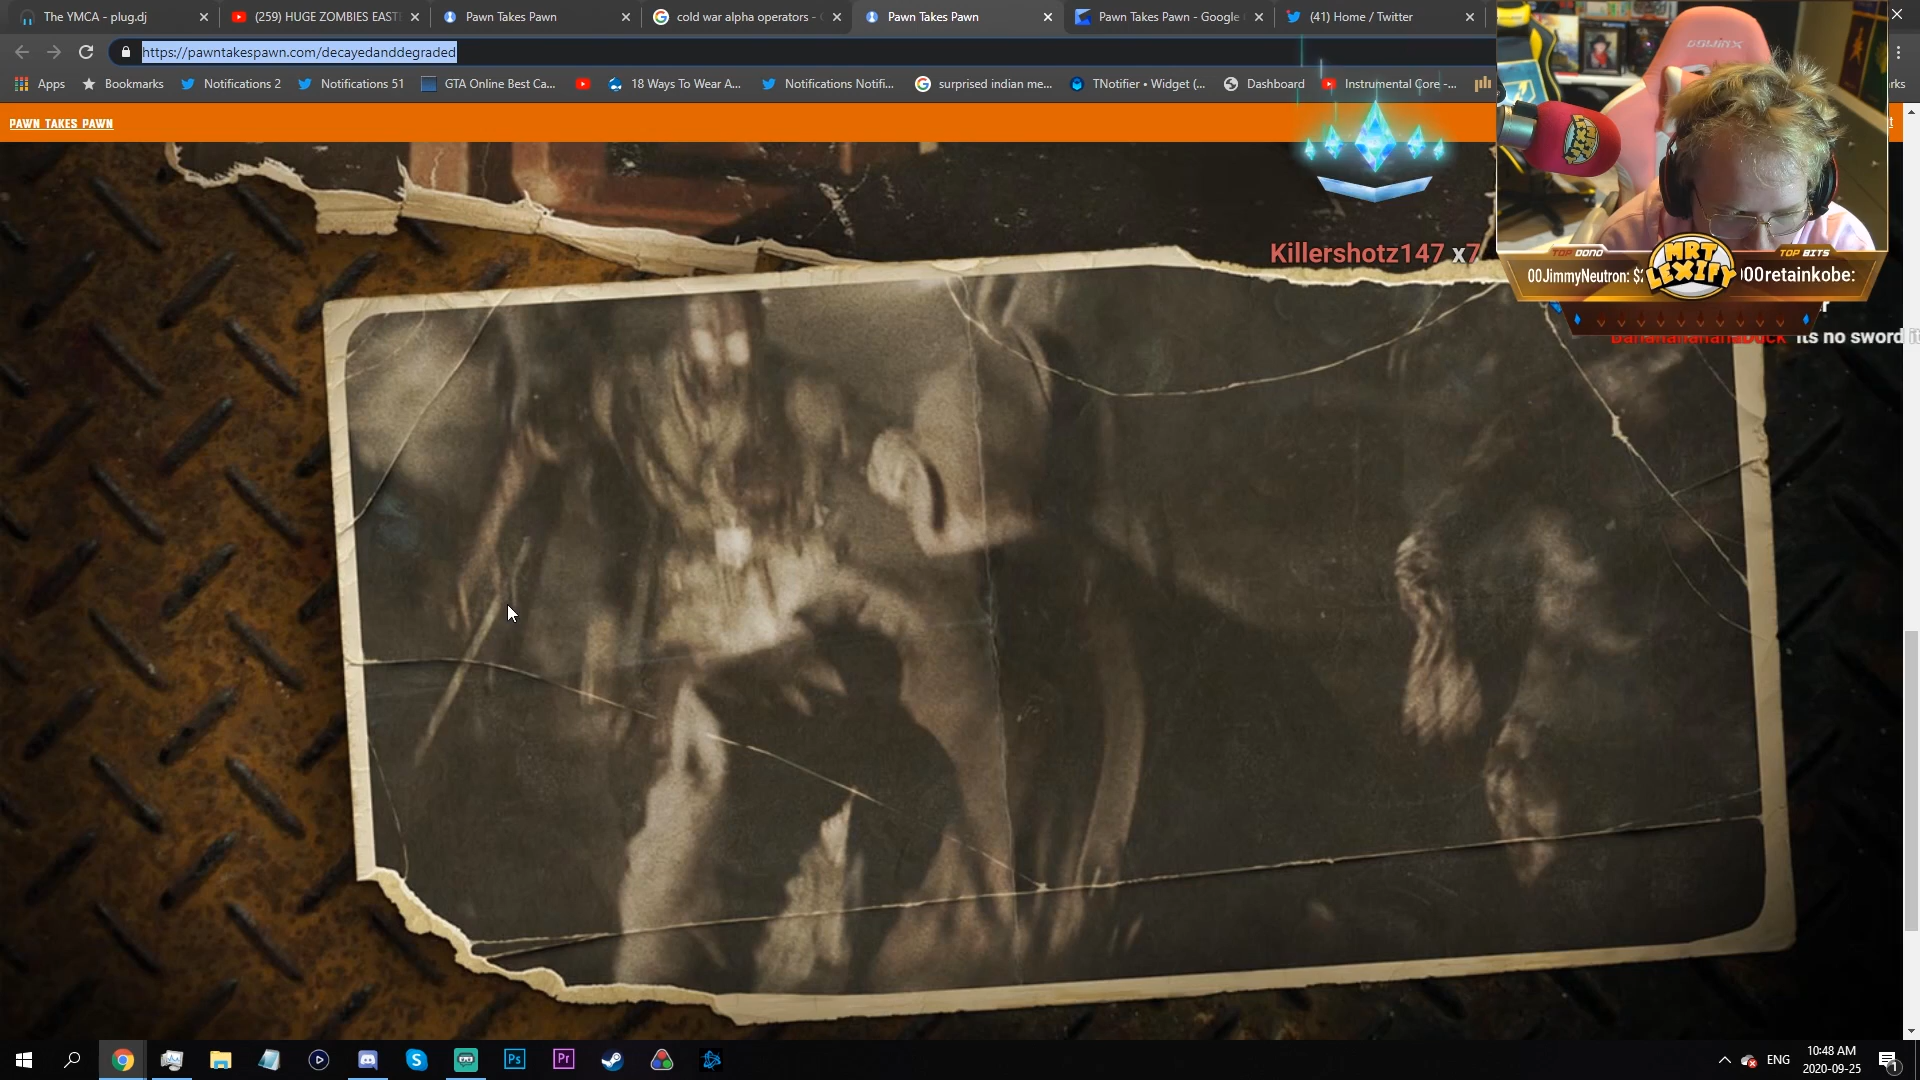 The YMCA - plug.dj
(259) HUGE ZOMBIES EAST
Pawn Takes Pawn
cold war alpha operators -
Pawn Takes Pawn
Pawn Takes Pawn - Google
(41) Home / Twitter
https://pawntakespawn.com/decayedanddegraded
Apps
Bookmarks
Notifications 2
Notifications 51
GTA Online Best Ca...
18 Ways To Wear A...
Notifications Notifi...
surprised indian me...
TNotifier • Widget (...
Dashboard
Instrumental Core -...
PAWN TAKES PAWN
Killershotz147 x7
TOP DONO
TOP BITS
MRT
LEXIFY
00JimmyNeutron:
00retainkobe:
Its no sword it
Ps
Pr
ENG
10:48 AM
2020-09-25
1